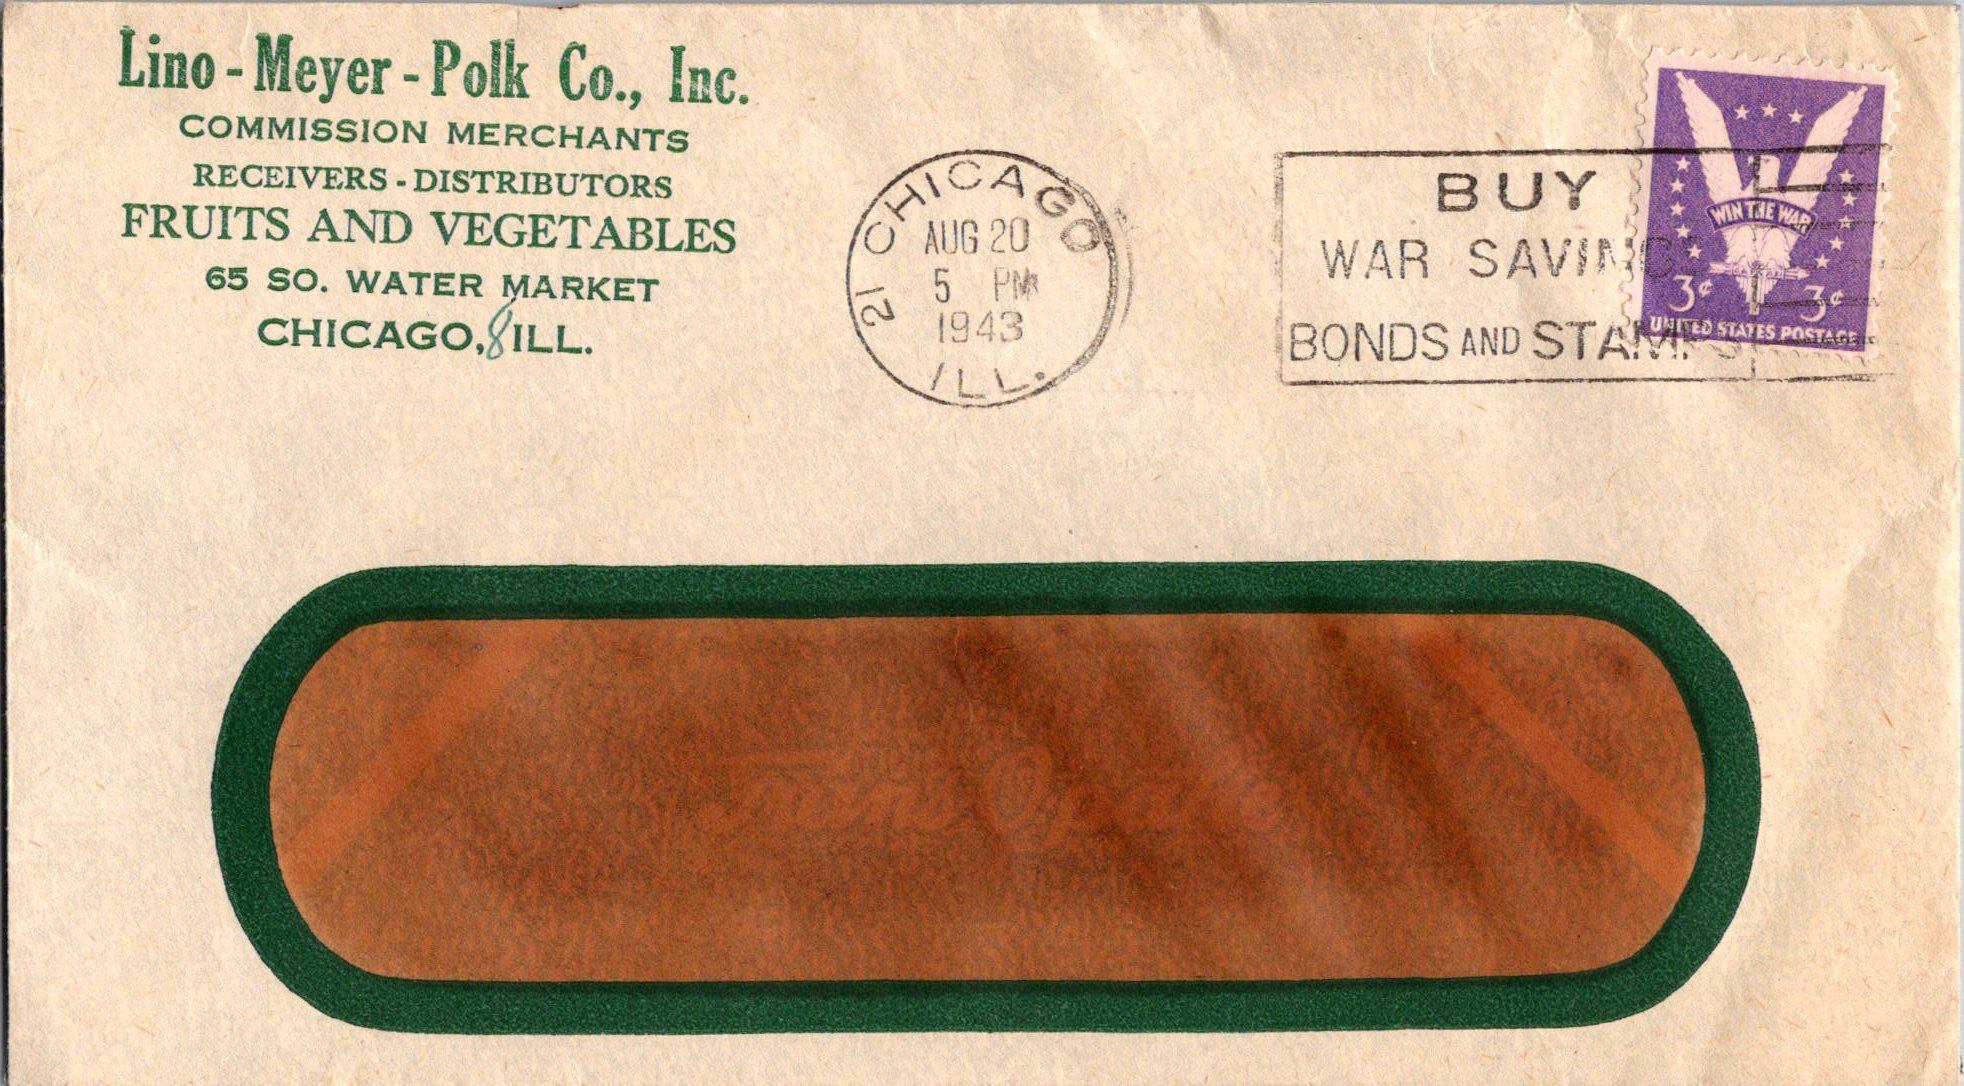 Lino - Meyer - Polk Co., Inc.
COMMISSION MERCHANTS
RECEIVERS - DISTRIBUTORS
FRUITS AND VEGETABLES
65 SO. WATER MARKET
CHICAGO, 8 ILL.
21 CHICAGO
AUG 20
5 PM
1943
ILL.
BUY
WAR SAVINGS
BONDS AND STAMPS
WIN THE WAR
3¢ 3¢
UNITED STATES POSTAGE